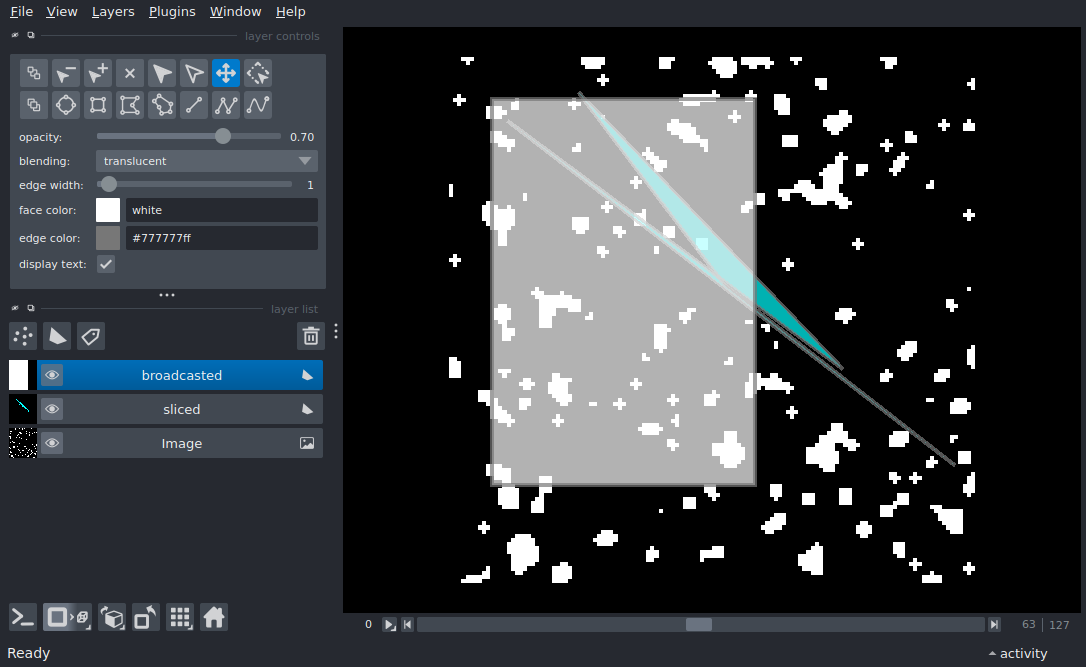 File View Layers Plugins Window Help
layer controls
opacity: 0.70
blending: translucent
edge width: 1
face color: white
edge color: #777777ff
display text:
layer list
broadcasted
sliced
Image
0 63 127
Ready activity